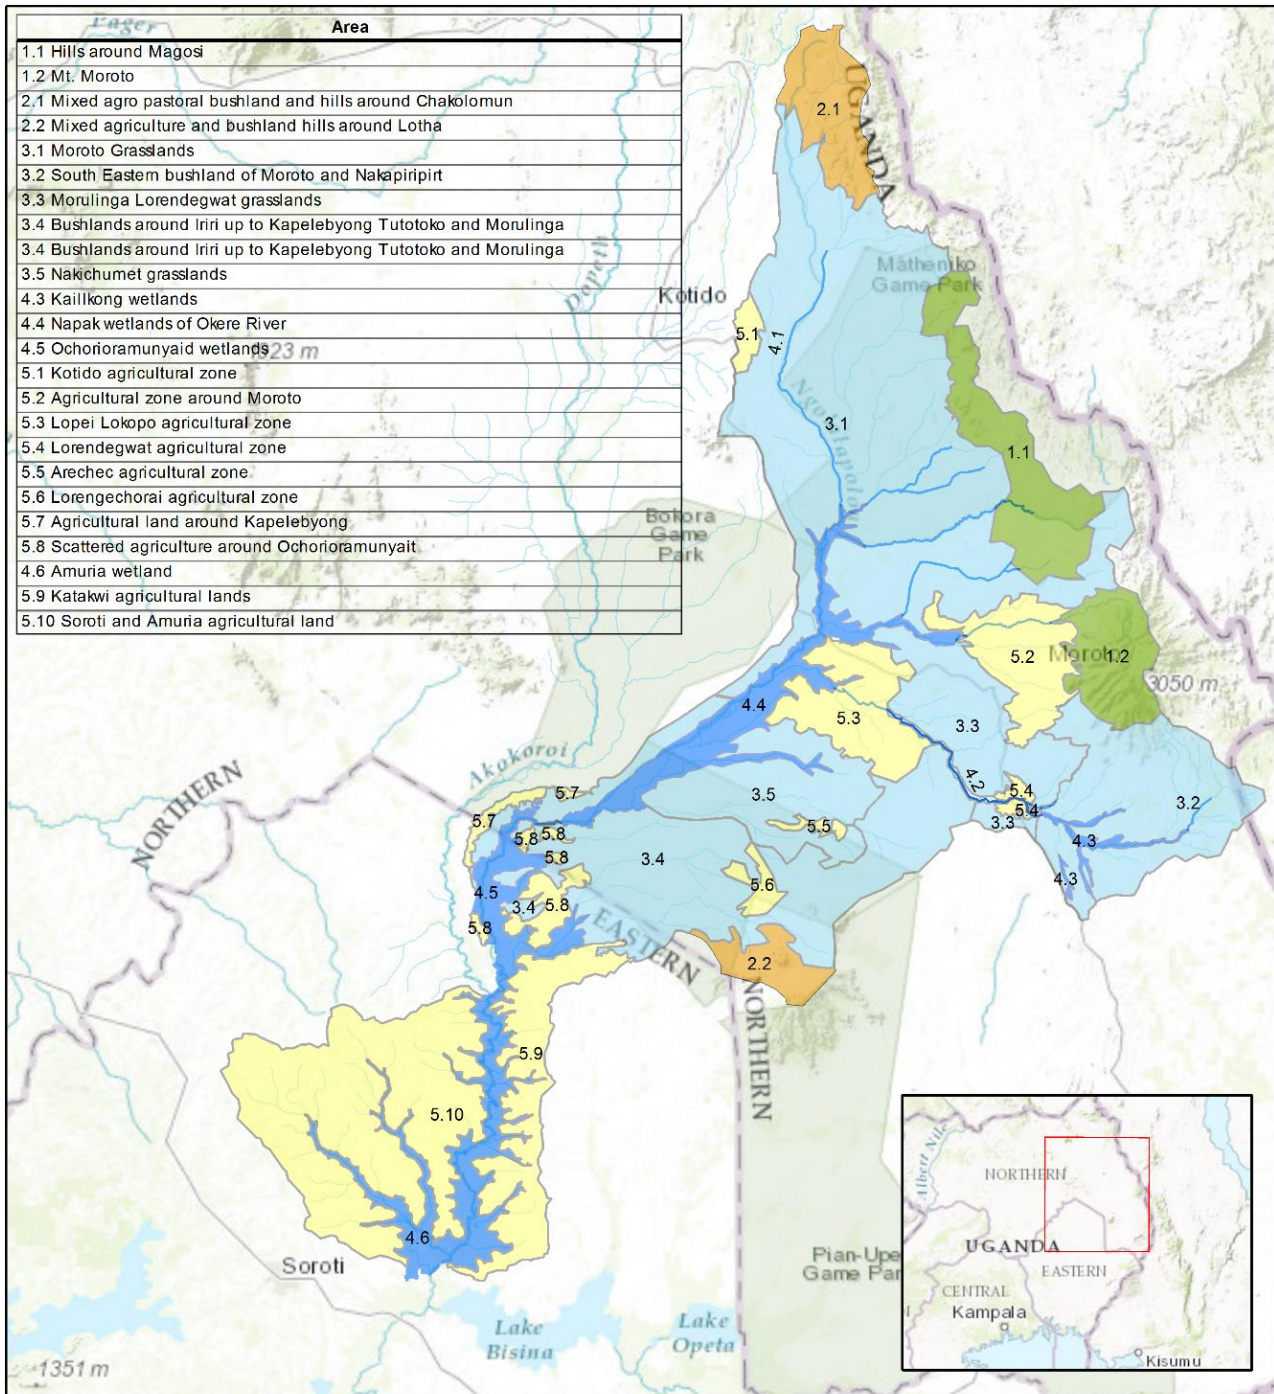 Area
1.1 Hills around Magosi
1.2 Mt. Moroto
2.1 Mixed agro pastoral bushland and hills around Chakolomun
2.2 Mixed agriculture and bushland hills around Lotha
3.1 Moroto Grasslands
3.2 South Eastern bushland of Moroto and Nakapiripirt
3.3 Morulinga Lorendegwat grasslands
3.4 Bushlands around Iriri up to Kapelebyong Tutotoko and Morulinga
3.4 Bushlands around Iriri up to Kapelebyong Tutotoko and Morulinga
3.5 Nakichumet grasslands
4.3 Kaillkong wetlands
4.4 Napak wetlands of Okere River
4.5 Ochorioramunyaid wetlands
5.1 Kotido agricultural zone
5.2 Agricultural zone around Moroto
5.3 Lopei Lokopo agricultural zone
5.4 Lorendegwat agricultural zone
5.5 Arechec agricultural zone
5.6 Lorengechorai agricultural zone
5.7 Agricultural land around Kapelebyong
5.8 Scattered agriculture around Ochorioramunyait
4.6 Amuria wetland
5.9 Katakwi agricultural lands
5.10 Soroti and Amuria agricultural land
Eager
2.1
UGANDA
Dopeth
Matheniko
Game Park
Kotido
5.1
4.1
3.1
1.1
Bokora
Game
Park
5.2
Moroto
1.2
3050 m
4.4
5.3
3.3
Akokoroi
NORTHERN
4.2
3.5
5.7
5.7
5.4
5.4
3.2
3.3
4.3
4.3
5.8
5.8
5.8
5.5
3.4
5.6
4.5
3.4
5.8
5.8
EASTERN
2.2
NORTHERN
5.9
5.10
4.6
Soroti
Pian-Upe
Game Par
Lake
Bisina
Lake
Opeta
1351 m
Albert Nile
NORTHERN
UGANDA
EASTERN
CENTRAL
Kampala
Kisumu